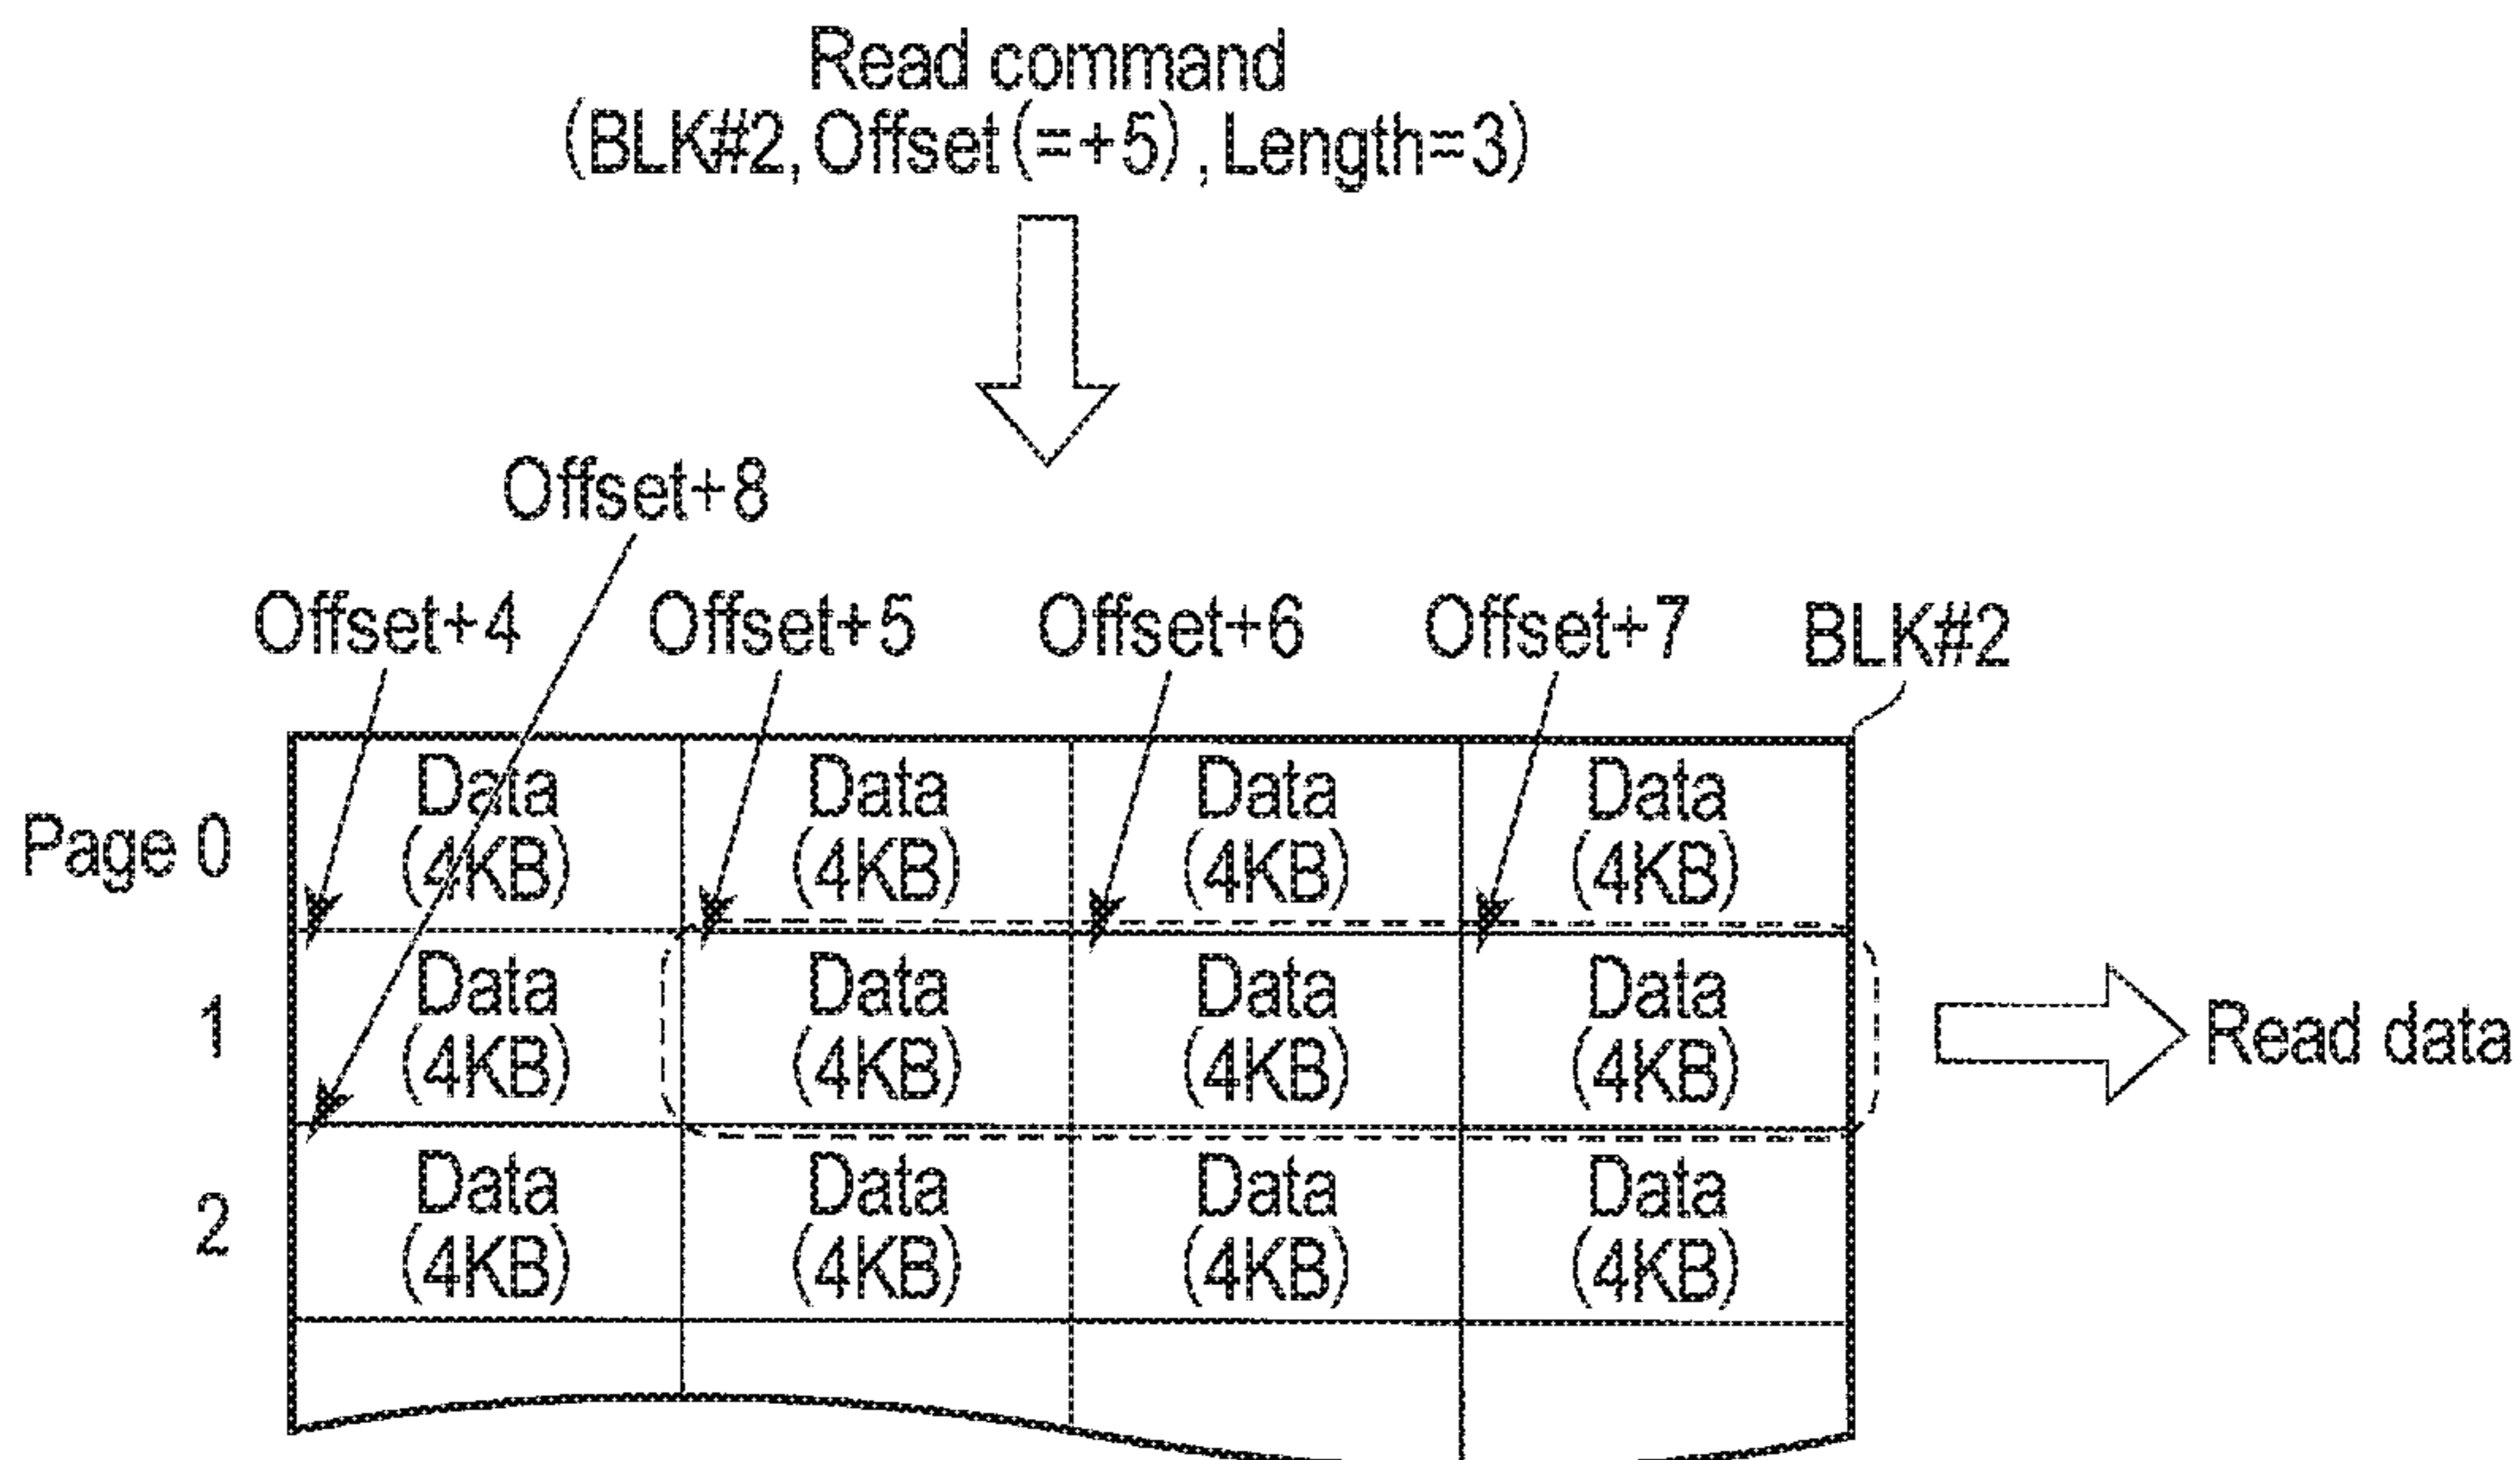 Read command
(BLK#2, Offset(=+5), Length=3)
Offset+8
Offset+4 Offset+5 Offset+6 Offset+7 BLK#2
Data Data Data Data
Page 0 (4KB) (4KB) (4KB) (4KB)
Data Data Data Data
1 (4KB) (4KB) (4KB) (4KB) Read data
Data Data Data Data
2 (4KB) (4KB) (4KB) (4KB)